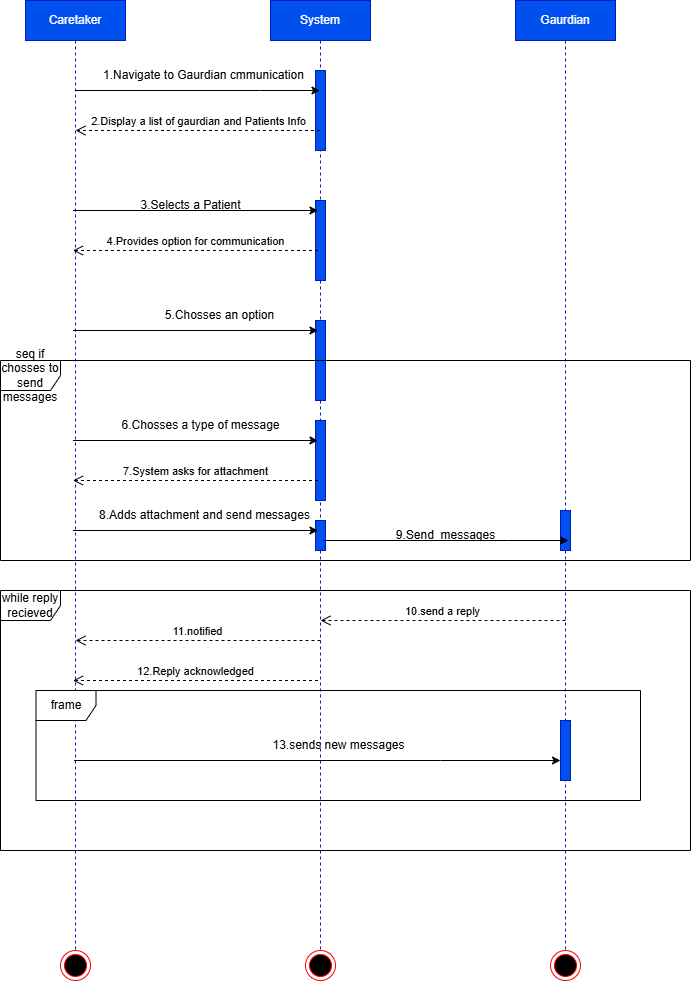 Caretaker
System
Gaurdian
1.Navigate to Gaurdian cmmunication
2.Display a list of gaurdian and Patients Info
3.Selects a Patient
4.Provides option for communication
5.Chosses an option
seq if
chosses to
send
messages
6.Chosses a type of message
7.System asks for attachment
8.Adds attachment and send messages
9.Send  messages
while reply
recieved
10.send a reply
11.notified
12.Reply acknowledged
frame
13.sends new messages